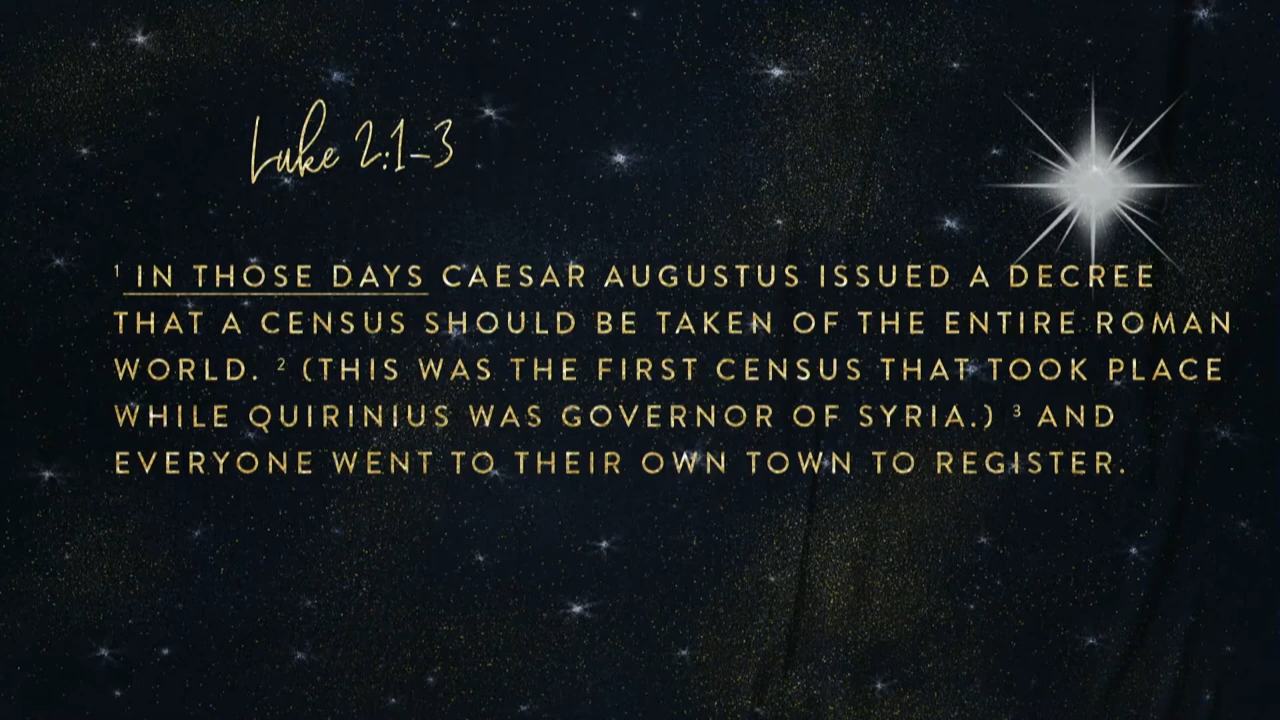 Luke 2:1-3
¹ IN THOSE DAYS CAESAR AUGUSTUS ISSUED A DECREE
THAT A CENSUS SHOULD BE TAKEN OF THE ENTIRE ROMAN
WORLD. ² (THIS WAS THE FIRST CENSUS THAT TOOK PLACE
WHILE QUIRINIUS WAS GOVERNOR OF SYRIA.) ³ AND
EVERYONE WENT TO THEIR OWN TOWN TO REGISTER.